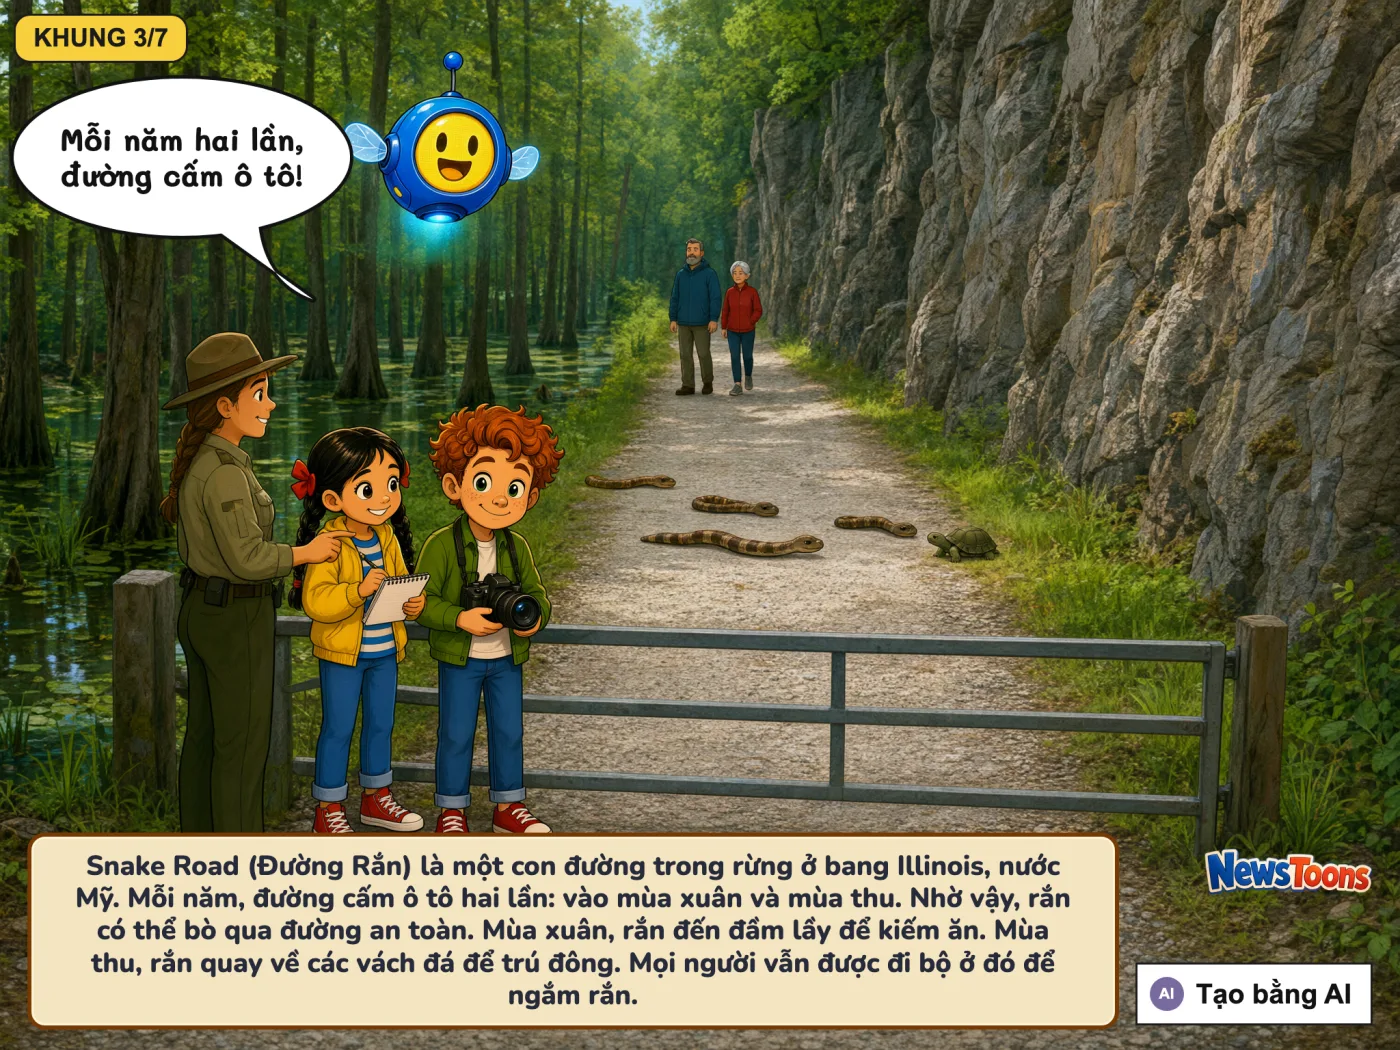 KHUNG 3/7
Mỗi năm hai lần,
đường cấm ô tô!
Snake Road (Đường Rắn) là một con đường trong rừng ở bang Illinois, nước
Mỹ. Mỗi năm, đường cấm ô tô hai lần: vào mùa xuân và mùa thu. Nhờ vậy, rắn
có thể bò qua đường an toàn. Mùa xuân, rắn đến đầm lầy để kiếm ăn. Mùa
thu, rắn quay về các vách đá để trú đông. Mọi người vẫn được đi bộ ở đó để
ngắm rắn.
NewsToons
AI Tạo bằng AI